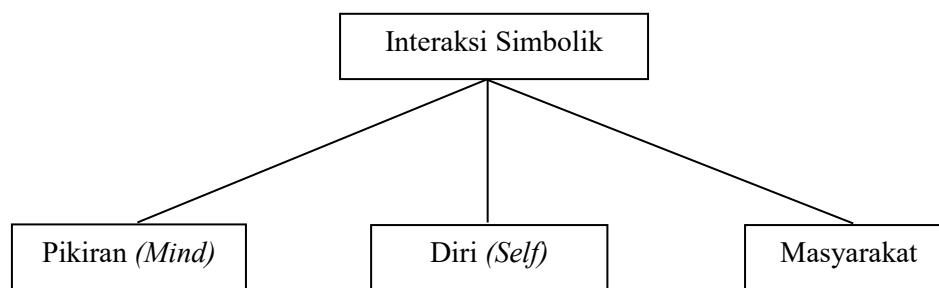 Interaksi Simbolik
Pikiran (Mind)
Diri (Self)
Masyarakat